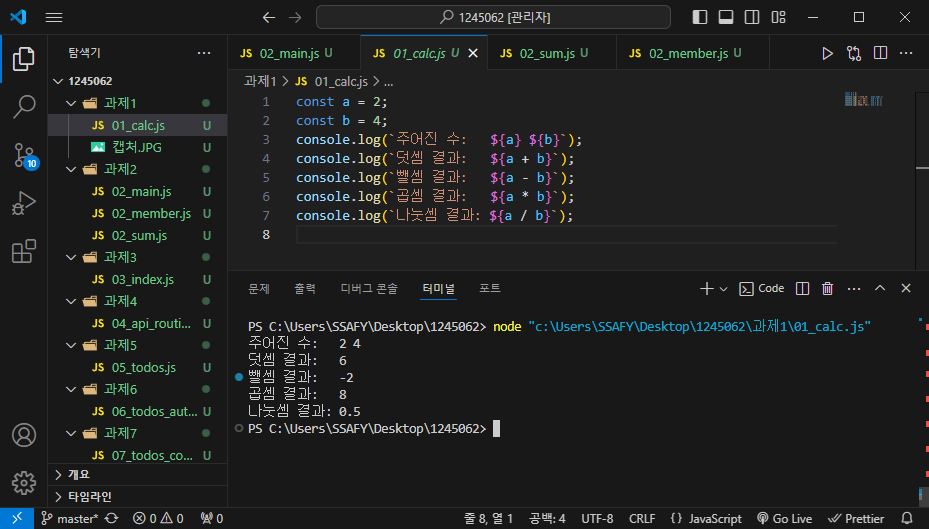 1245062 [관리자]
탐색기
1245062
과제1
JS 01_calc.js U
캡처.JPG U
과제2
JS 02_main.js U
JS 02_member.js U
JS 02_sum.js U
과제3
JS 03_index.js U
과제4
JS 04_api_routi... U
과제5
JS 05_todos.js U
과제6
JS 06_todos_aut... U
과제7
JS 07_todos_co... U
개요
타임라인
10
JS 02_main.js U
JS 01_calc.js U
JS 02_sum.js U
JS 02_member.js U
과제1 > JS 01_calc.js > ...
1 const a = 2;
2 const b = 4;
3 console.log(`주어진 수:   ${a} ${b}`);
4 console.log(`덧셈 결과:   ${a + b}`);
5 console.log(`뺄셈 결과:   ${a - b}`);
6 console.log(`곱셈 결과:   ${a * b}`);
7 console.log(`나눗셈 결과: ${a / b}`);
8
문제 출력 디버그 콘솔 터미널 포트 Code
PS C:\Users\SSAFY\Desktop\1245062> node "c:\Users\SSAFY\Desktop\1245062\과제1\01_calc.js"
주어진 수:   2 4
덧셈 결과:   6
뺄셈 결과:   -2
곱셈 결과:   8
나눗셈 결과: 0.5
PS C:\Users\SSAFY\Desktop\1245062>
master* 0 0 0 줄 8, 열 1 공백: 4 UTF-8 CRLF {} JavaScript Go Live Prettier